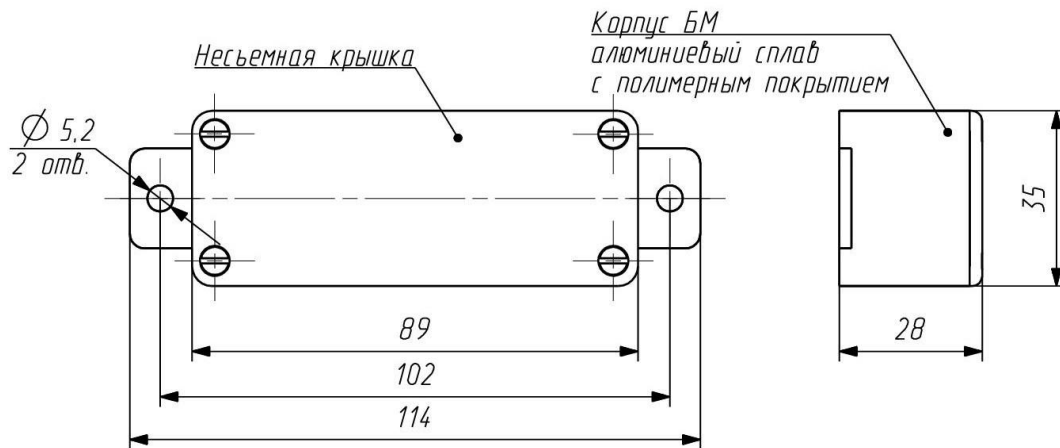 Несъемная крышка
Корпус БМ
алюминиевый сплав
с полимерным покрытием
Ø 5,2
2 отв.
35
89
28
102
114